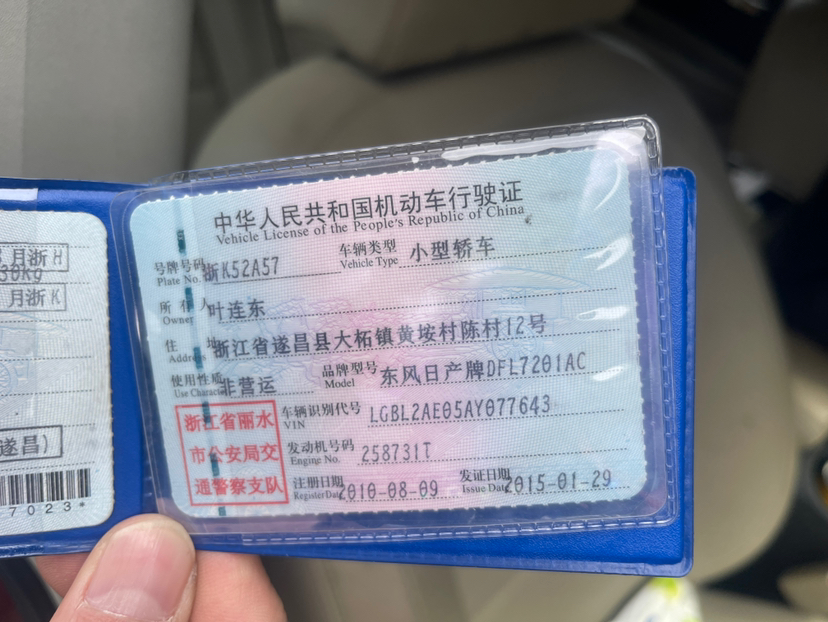 中华人民共和国机动车行驶证
Vehicle License of the People's Republic of China
号牌号码 浙K52A57 车辆类型 小型轿车
Plate No. Vehicle Type
所有人 叶连东
Owner
住址 浙江省遂昌县大柘镇黄垵村陈村12号
Address
使用性质 非营运 品牌型号 东风日产牌DFL7201AC
Use Character Model
浙江省丽水 车辆识别代号 LGBL2AE05AY077643
VIN
市公安局交 发动机号码 258731T
Engine No.
通警察支队 注册日期 2010-08-09 发证日期 2015-01-29
Register Date Issue Date
月浙H
30kg
月浙K
遂昌)
7023*